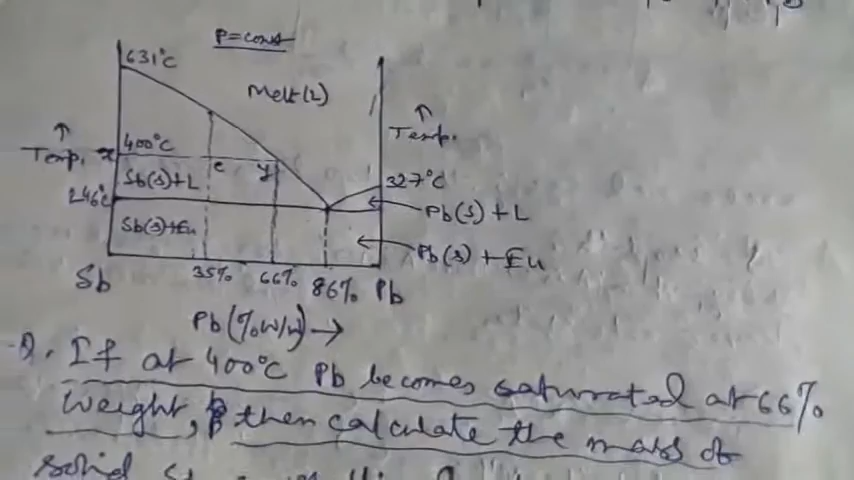 P=const
631°C
Melt(L)
↑
Temp.
↑
Temp.
400°C
x
c
y
327°C
Sb(s)+L
246°C
Pb(s)+L
Sb(s)+Eu
Pb(s)+Eu
Sb
35%
66%
86%
Pb
Pb(%w/w)→
Q. If at 400°C Pb becomes saturated at 66%
weight, then calculate the mass of
solid